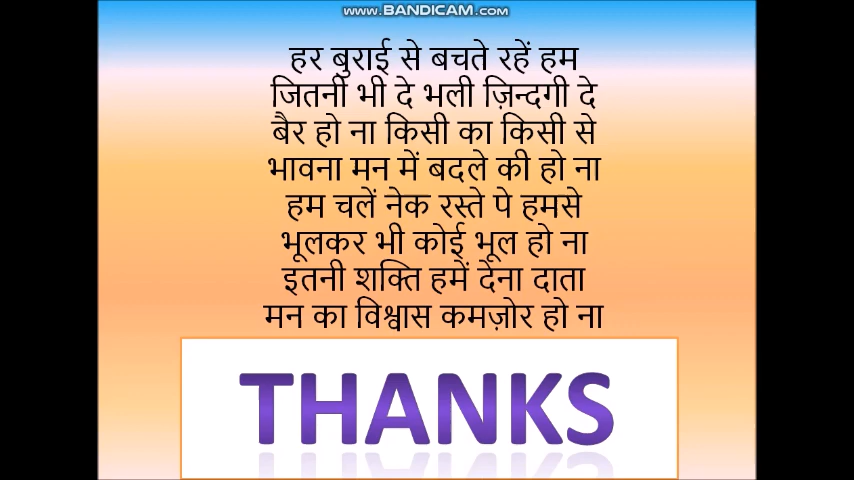 www.BANDICAM.com
हर बुराई से बचते रहें हम
जितनी भी दे भली ज़िन्दगी दे
बैर हो ना किसी का किसी से
भावना मन में बदले की हो ना
हम चलें नेक रस्ते पे हमसे
भूलकर भी कोई भूल हो ना
इतनी शक्ति हमें देना दाता
मन का विश्वास कमज़ोर हो ना
THANKS